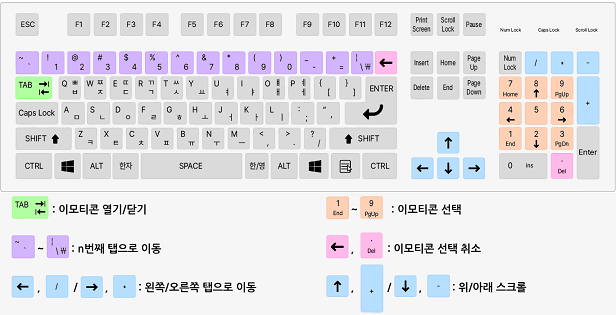 ESC F1 F2 F3 F4 F5 F6 F7 F8 F9 F10 F11 F12 Print Screen Scroll Lock Pause Num Lock Caps Lock Scroll Lock
~ ` ! 1 @ 2 # 3 $ 4 % 5 ^ 6 & 7 * 8 ( 9 ) 0 _ - + = | \ ₩ ← Insert Home Page Up Num Lock / * -
TAB Q ㅃ ㅂ W ㅉ ㅈ E ㄸ ㄷ R ㄲ ㄱ T ㅆ ㅅ Y ㅛ U ㅕ I ㅑ O ㅒ ㅐ P ㅖ ㅔ { [ } ] ENTER Delete End Page Down 7 Home 8 ↑ 9 PgUp +
Caps Lock A ㅁ S ㄴ D ㅇ F ㄹ G ㅎ H ㅗ J ㅓ K ㅏ L ㅣ : ; " ' 4 ← 5 6 →
SHIFT Z ㅋ X ㅌ C ㅊ V ㅍ B ㅠ N ㅜ M ㅡ < , > . ? / SHIFT ↑ 1 End 2 ↓ 3 PgDn Enter
CTRL ALT 한자 SPACE 한/영 ALT CTRL ← ↓ → 0 ins . Del
TAB : 이모티콘 열기/닫기
1 End ~ 9 PgUp : 이모티콘 선택
~ ` ~ | \ ₩ : n번째 탭으로 이동
← , . Del : 이모티콘 선택 취소
← , / / → , * : 왼쪽/오른쪽 탭으로 이동
↑ , + / ↓ , - : 위/아래 스크롤